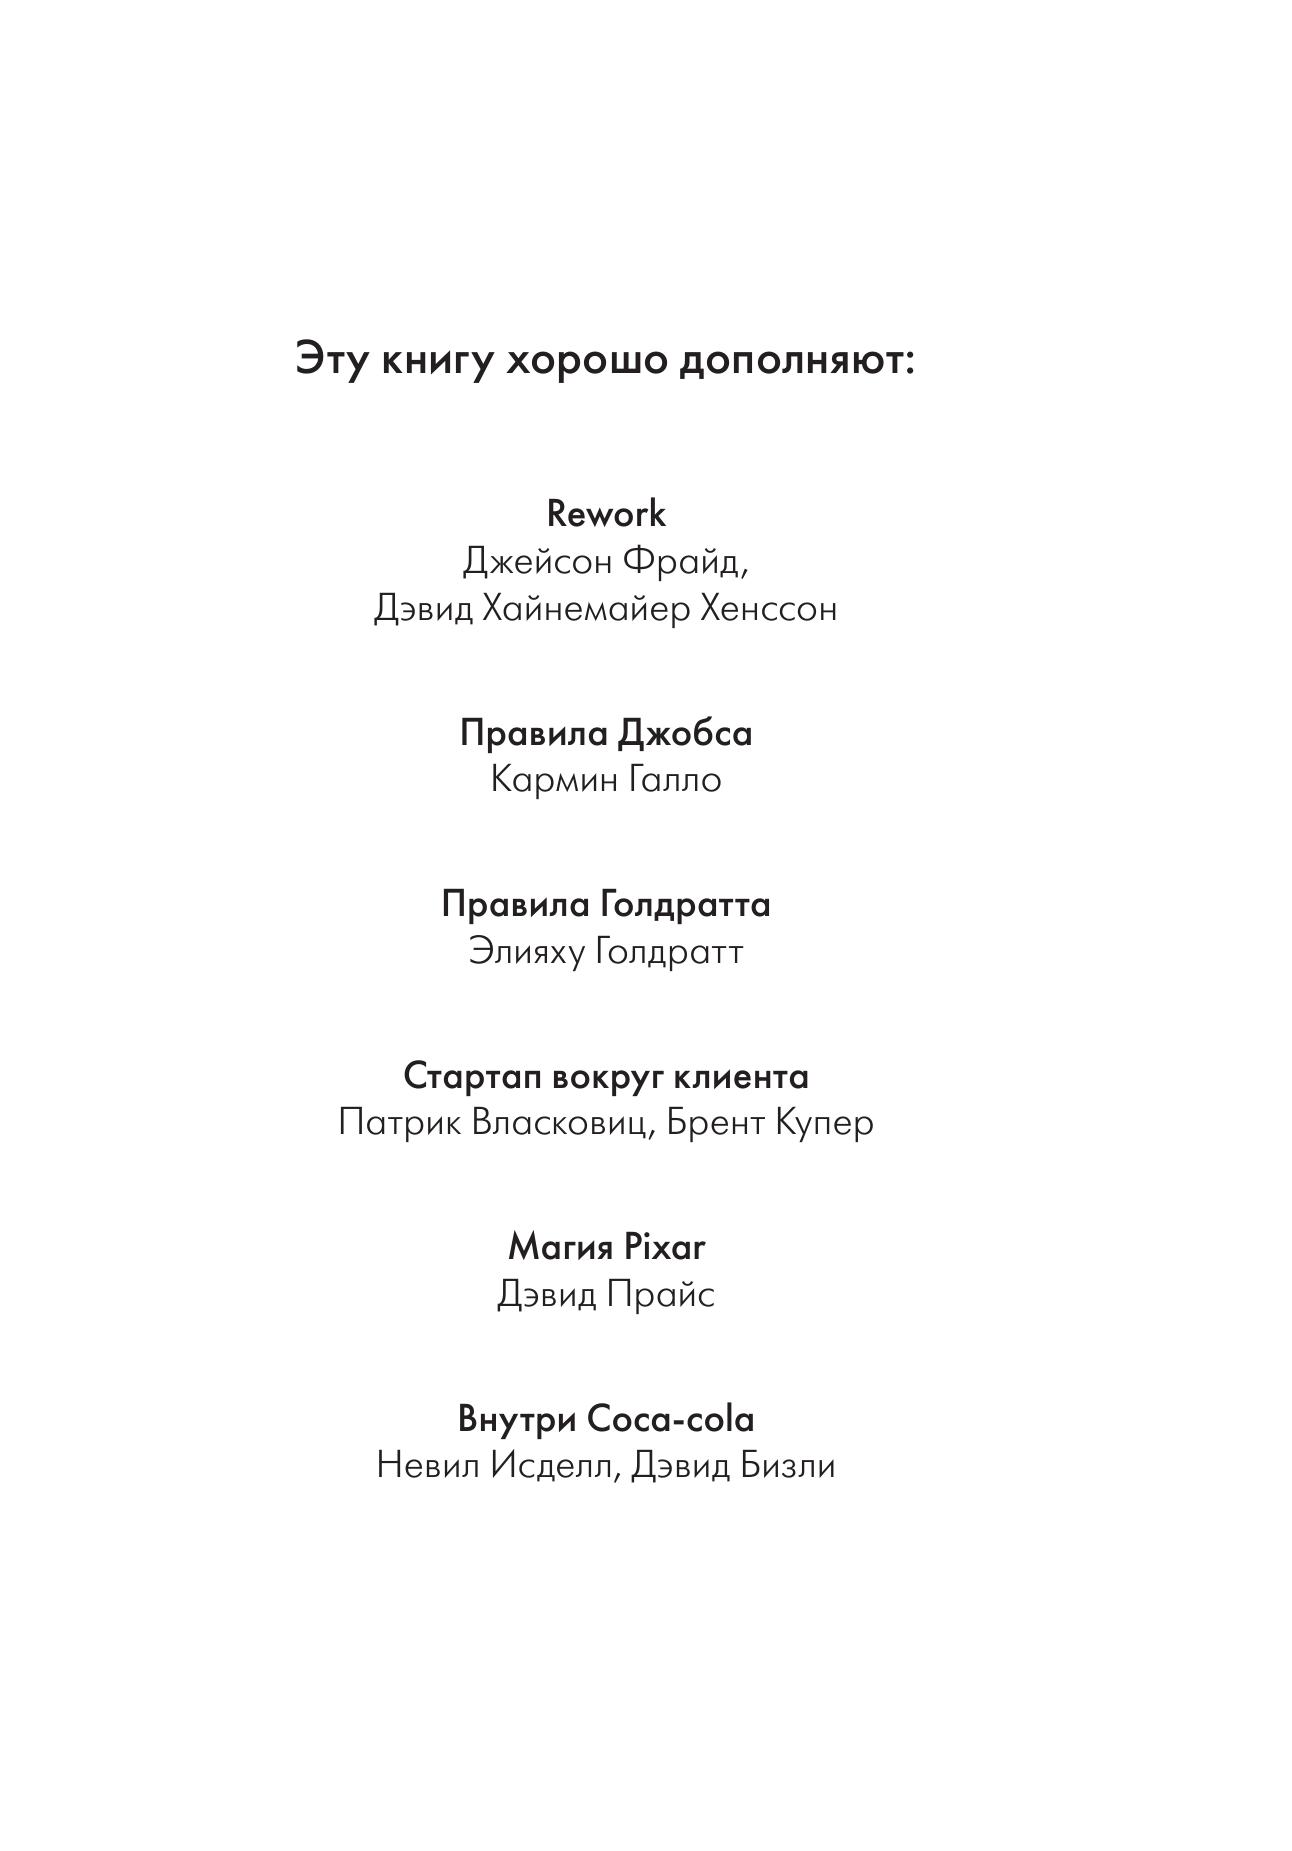 Эту книгу хорошо дополняют:
Rework
Джейсон Фрайд,
Дэвид Хайнемайер Хенссон
Правила Джобса
Кармин Галло
Правила Голдратта
Элияху Голдратт
Стартап вокруг клиента
Патрик Власковиц, Брент Купер
Магия Pixar
Дэвид Прайс
Внутри Coca-cola
Невил Исделл, Дэвид Бизли